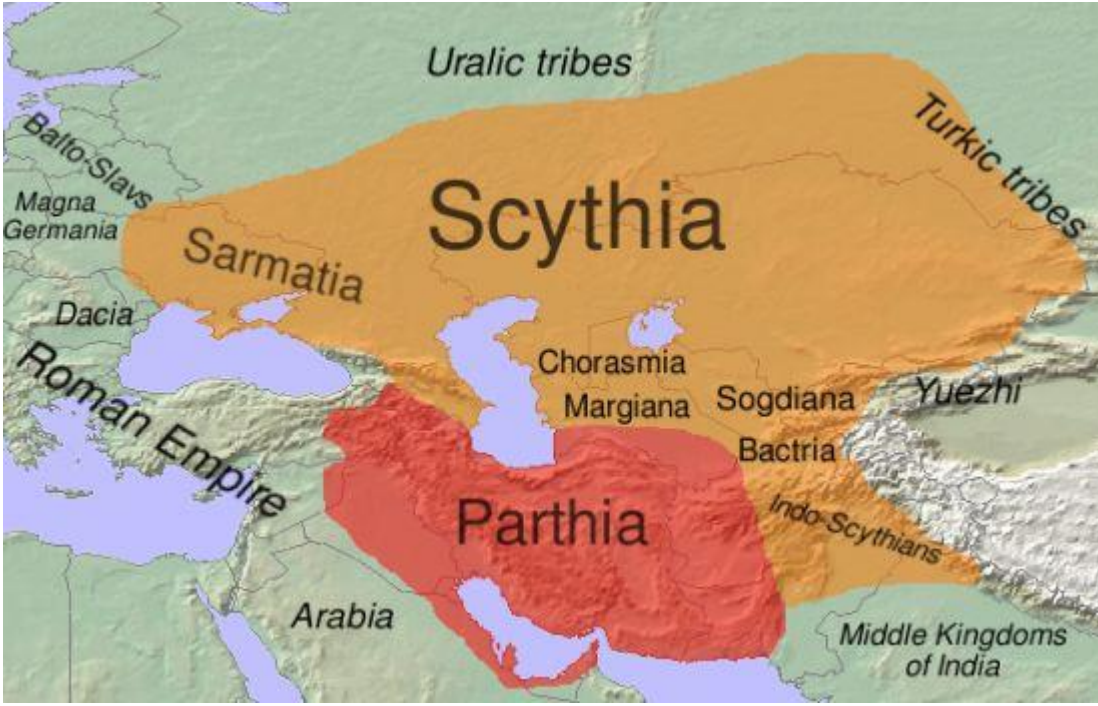 Uralic tribes
Turkic tribes
Balto-Slavs
Magna
Germania
Scythia
Sarmatia
Dacia
Roman Empire
Chorasmia
Margiana
Sogdiana
Yuezhi
Bactria
Parthia
Indo-Scythians
Arabia
Middle Kingdoms
of India